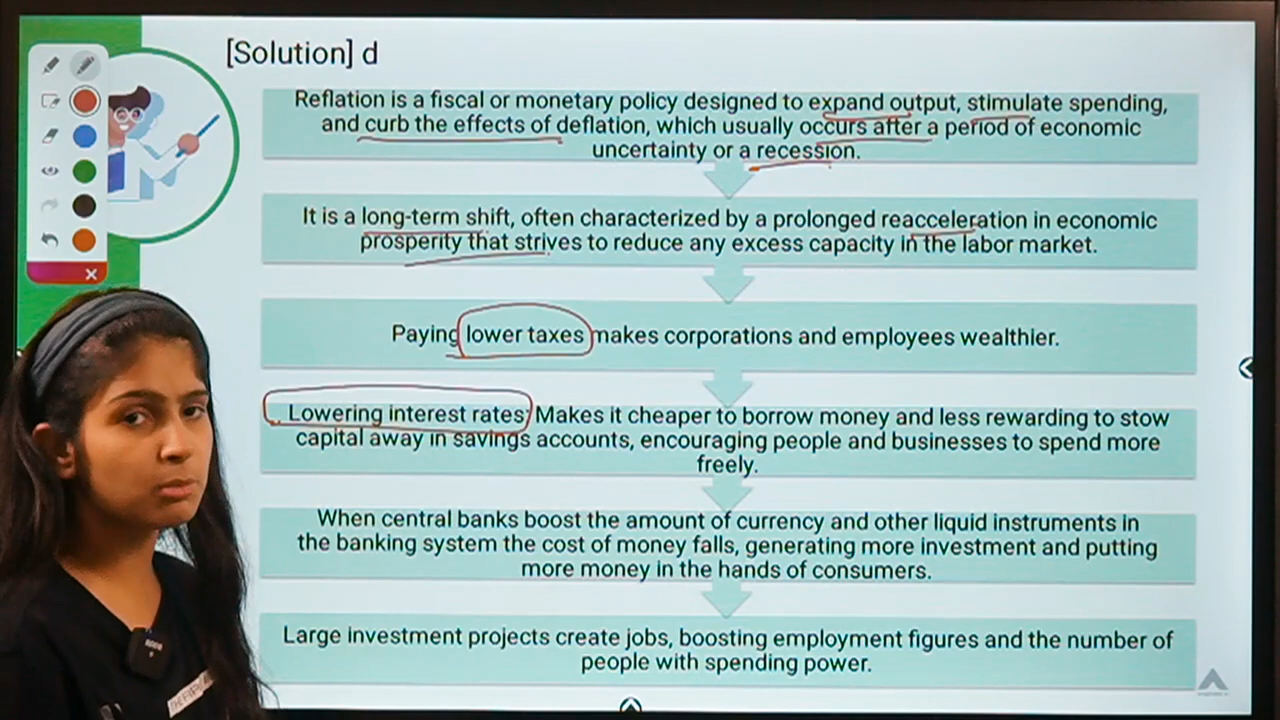 [Solution] d
Reflation is a fiscal or monetary policy designed to expand output, stimulate spending,
and curb the effects of deflation, which usually occurs after a period of economic
uncertainty or a recession.
It is a long-term shift, often characterized by a prolonged reacceleration in economic
prosperity that strives to reduce any excess capacity in the labor market.
Paying lower taxes makes corporations and employees wealthier.
Lowering interest rates: Makes it cheaper to borrow money and less rewarding to stow
capital away in savings accounts, encouraging people and businesses to spend more
freely.
When central banks boost the amount of currency and other liquid instruments in
the banking system the cost of money falls, generating more investment and putting
more money in the hands of consumers.
Large investment projects create jobs, boosting employment figures and the number of
people with spending power.